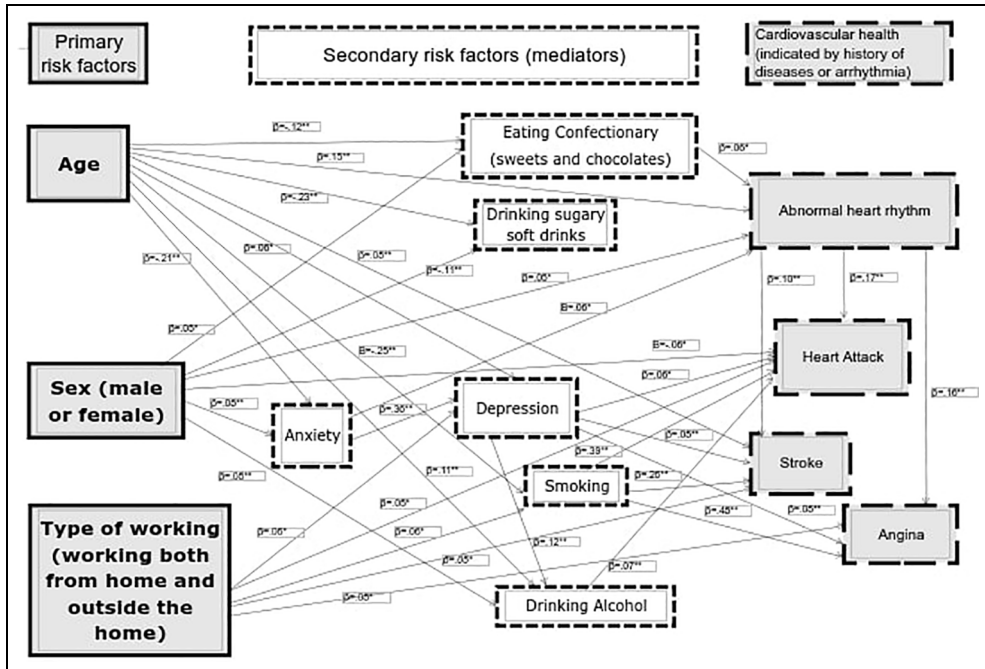 Primary
risk factors
Secondary risk factors (mediators)
Cardiovascular health
(indicated by history of
diseases or arrhythmia)
Age
Eating Confectionary
(sweets and chocolates)
Drinking sugary
soft drinks
Abnormal heart rhythm
Heart Attack
Stroke
Angina
Sex (male
or female)
Anxiety
Depression
Smoking
Drinking Alcohol
Type of working
(working both
from home and
outside the
home)
β=-.12**
β=.15**
β=-.23**
β=.06*
β=.05**
β=-.21**
β=-.11**
β=.05*
β=.06*
β=.10**
β=.17**
β=.16**
β=.05*
B=-.25**
B=-.06*
β=.06*
β=.05**
β=.36**
β=.05**
β=.39**
β=.26**
β=.11**
β=.05**
β=.05*
β=.06*
β=.06*
β=.05*
β=.05*
β=.12**
β=.07**
β=.05**